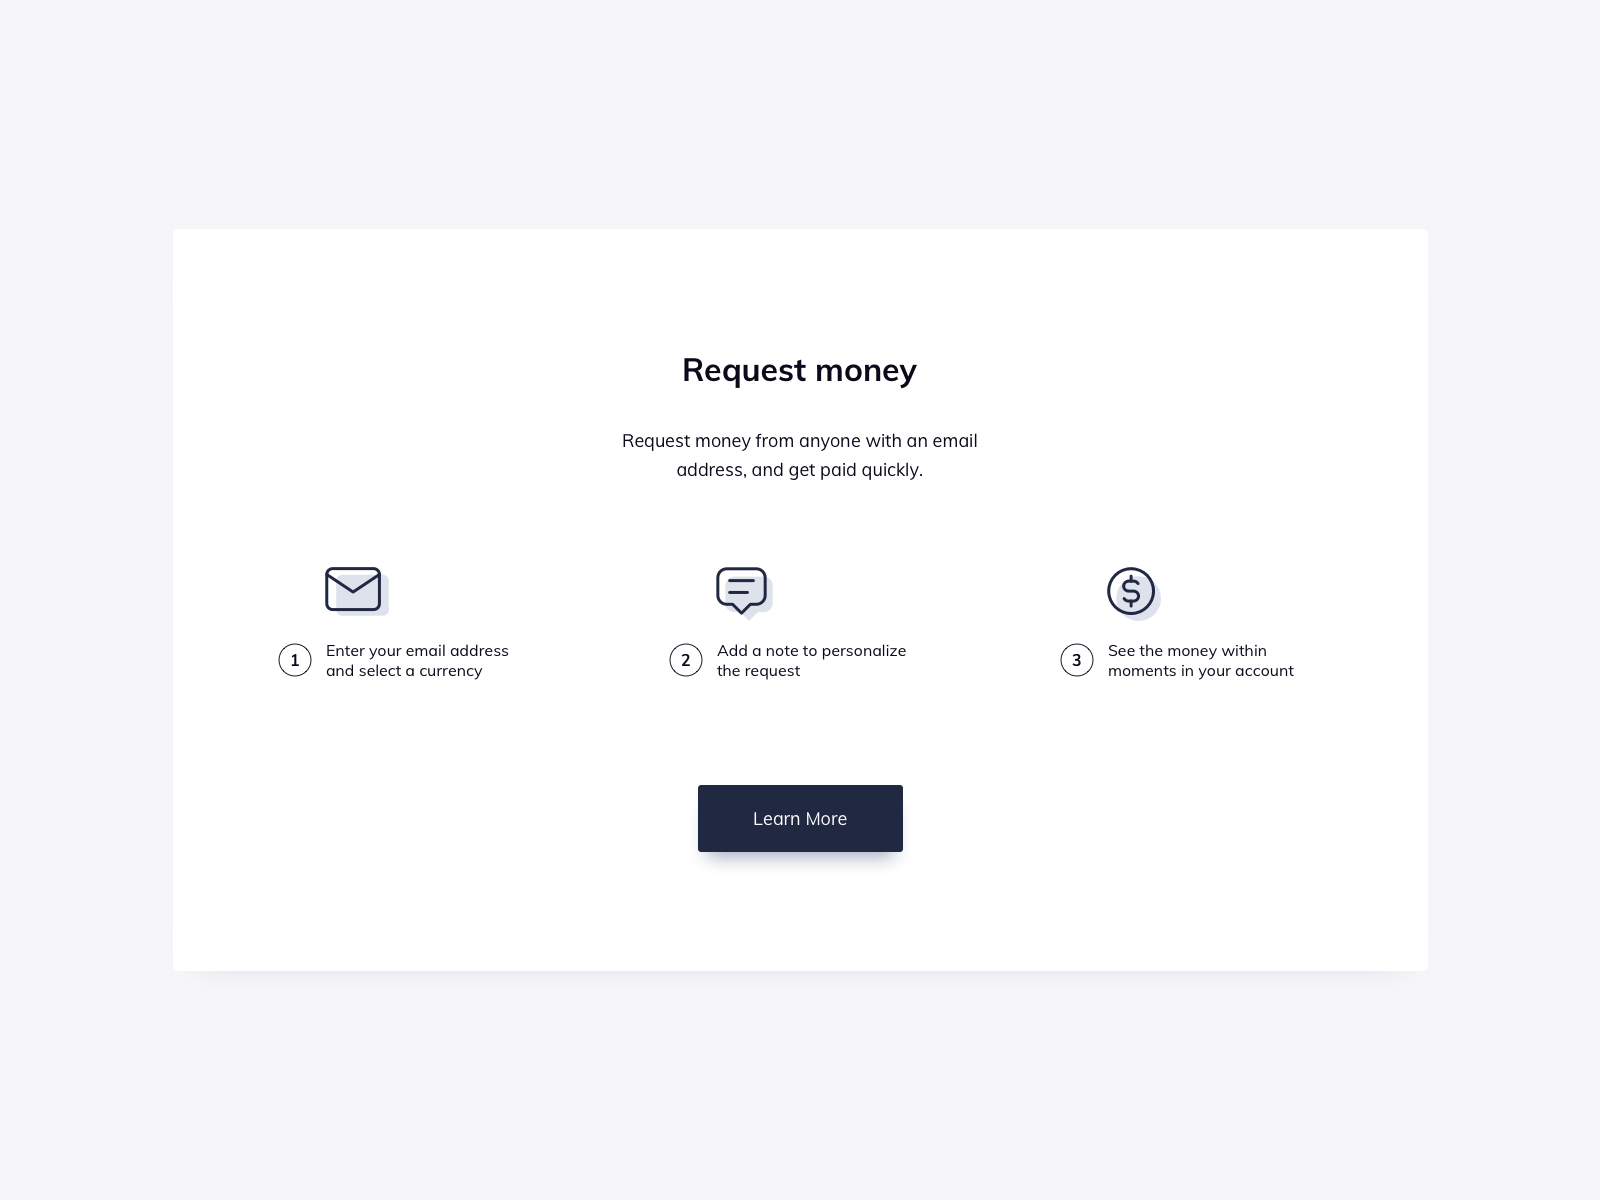 Request money
Request money from anyone with an email
address, and get paid quickly.
1
Enter your email address
and select a currency
2
Add a note to personalize
the request
3
See the money within
moments in your account
Learn More